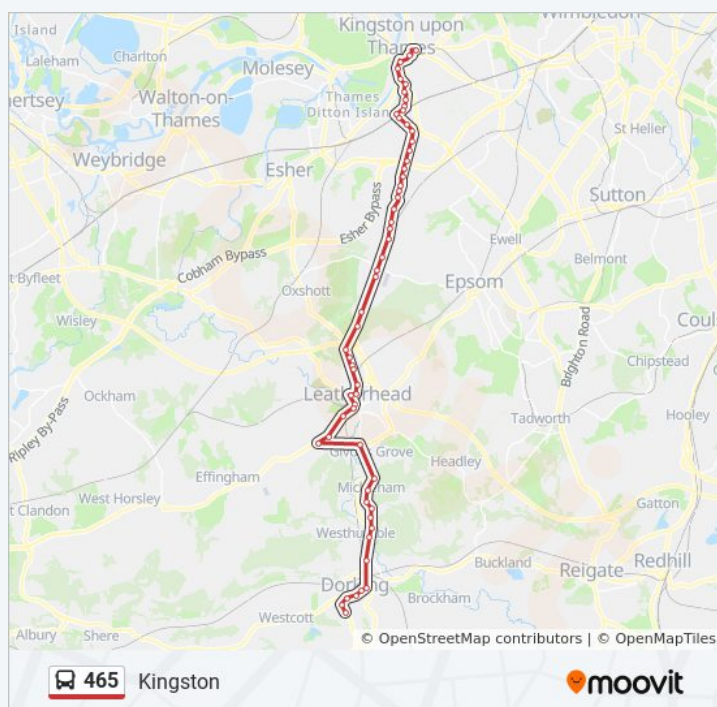 Kingston upon
Thames
Wimbledon
Island
Laleham
Charlton
Molesey
Thames
Ditton Island
Walton-on-
Thames
St Helier
Weybridge
Esher
Sutton
Esher Bypass
Ewell
Belmont
Cobham Bypass
Epsom
t Byfleet
Oxshott
Wisley
Brighton Road
Chipstead
Leatherhead
Ockham
Hooley
Tadworth
Ripley By-Pass
Effingham
Headley
West Horsley
t Clandon
Gatton
Buckland
Redhill
Dorking
Reigate
Brockham
Westcott
Albury
Shere
© OpenStreetMap contributors | © OpenMapTiles
465
Kingston
moovit